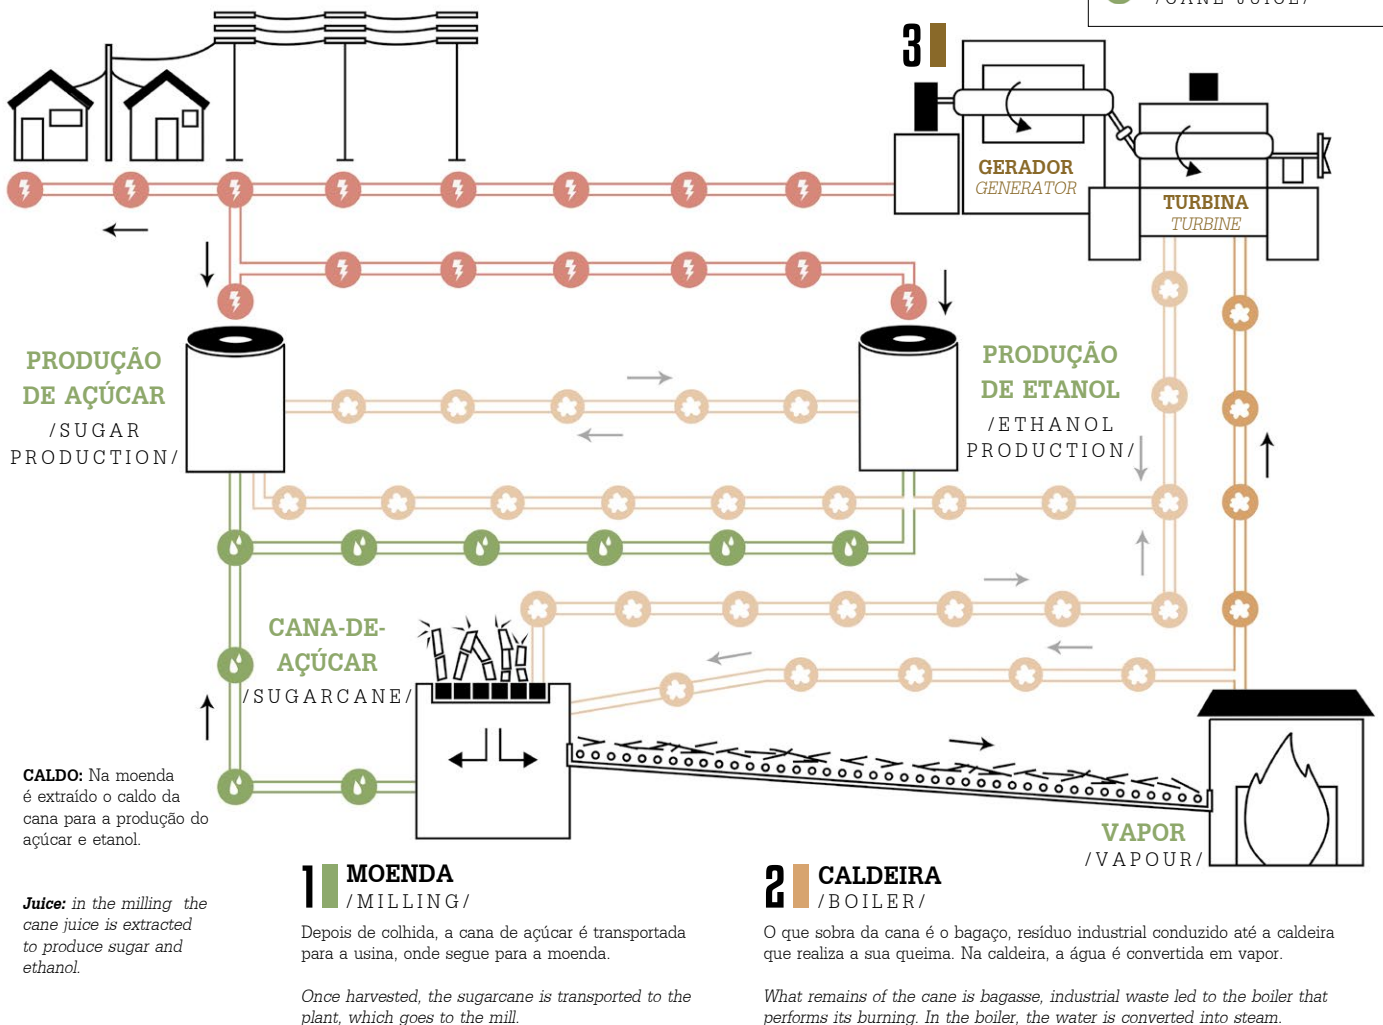 /CANE JUICE/
3
GERADOR
GENERATOR
TURBINA
TURBINE
PRODUÇÃO
DE AÇÚCAR
/SUGAR
PRODUCTION/
PRODUÇÃO
DE ETANOL
/ETHANOL
PRODUCTION/
CANA-DE-
AÇÚCAR
/SUGARCANE/
CALDO: Na moenda
é extraído o caldo da
cana para a produção do
açúcar e etanol.
Juice: in the milling the
cane juice is extracted
to produce sugar and
ethanol.
VAPOR
/VAPOUR/
1 MOENDA
/MILLING/
Depois de colhida, a cana de açúcar é transportada
para a usina, onde segue para a moenda.
Once harvested, the sugarcane is transported to the
plant, which goes to the mill.
2 CALDEIRA
/BOILER/
O que sobra da cana é o bagaço, resíduo industrial conduzido até a caldeira
que realiza a sua queima. Na caldeira, a água é convertida em vapor.
What remains of the cane is bagasse, industrial waste led to the boiler that
performs its burning. In the boiler, the water is converted into steam.